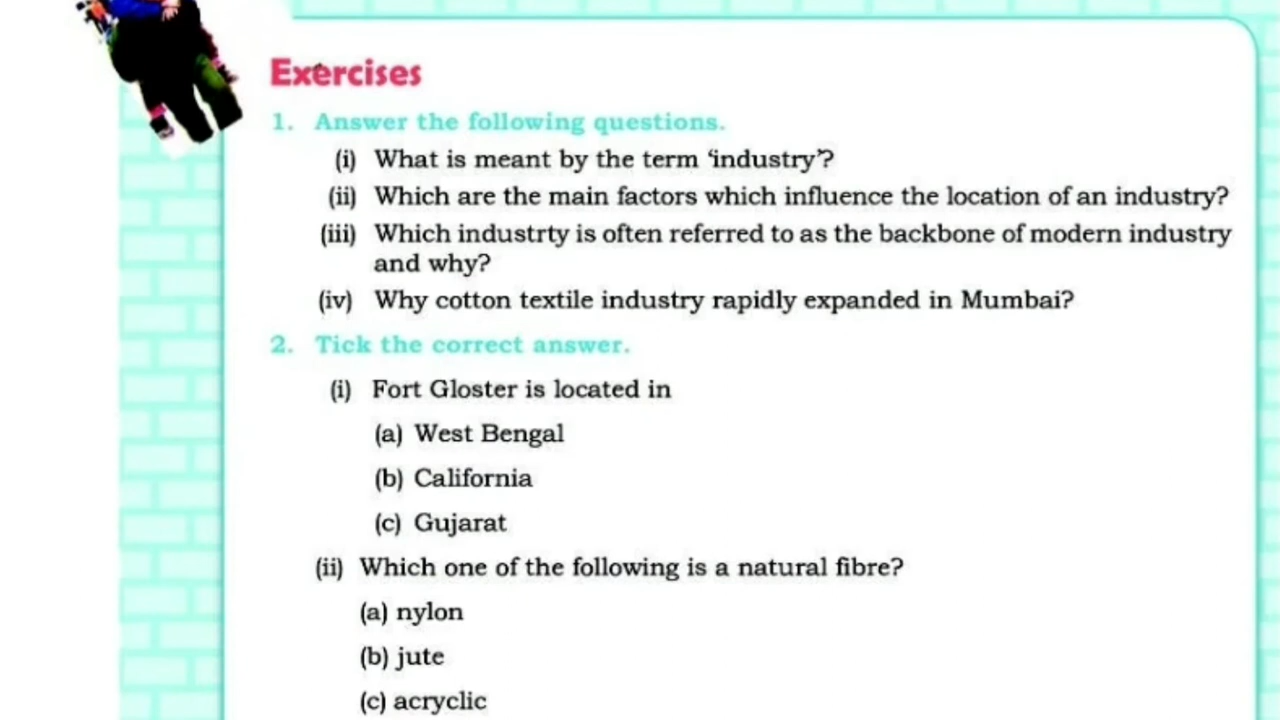 Exercises
1. Answer the following questions.
(i) What is meant by the term ‘industry’?
(ii) Which are the main factors which influence the location of an industry?
(iii) Which industrty is often referred to as the backbone of modern industry
and why?
(iv) Why cotton textile industry rapidly expanded in Mumbai?
2. Tick the correct answer.
(i) Fort Gloster is located in
(a) West Bengal
(b) California
(c) Gujarat
(ii) Which one of the following is a natural fibre?
(a) nylon
(b) jute
(c) acryclic